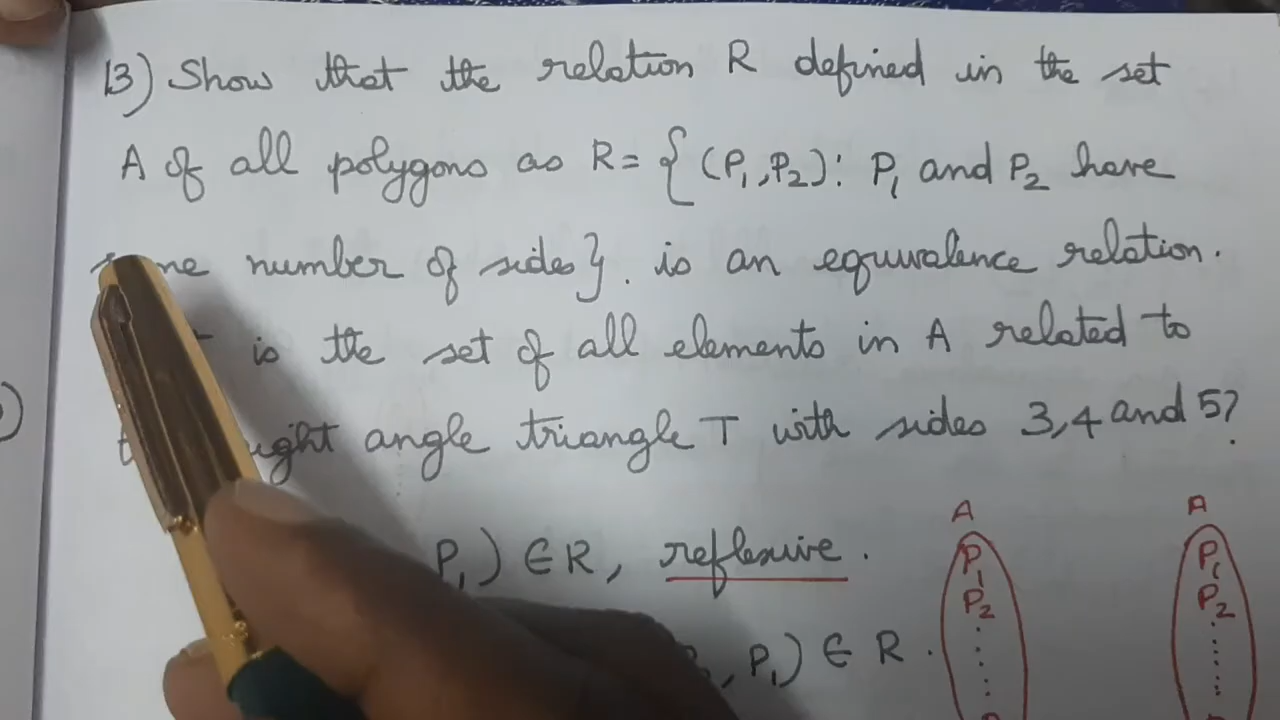 13) Show that the relation R defined in the set
A of all polygons as R = { (P₁, P₂) : P₁ and P₂ have
number of sides}. is an equivalence relation.
is the set of all elements in A related to
angle triangle T with sides 3, 4 and 5?
A A
P₁) ∈ R, reflexive. P₁ P₁
P₂ P₂
, P₁) ∈ R.